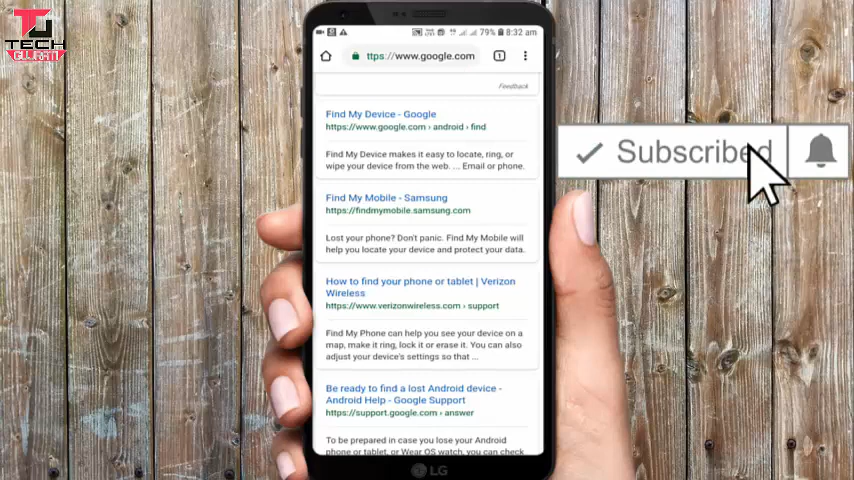 TECH
79% 8:32 am
ttps://www.google.com
1
Feedback
Find My Device - Google
https://www.google.com › android › find
Find My Device makes it easy to locate, ring, or
wipe your device from the web. ... Email or phone.
Find My Mobile - Samsung
https://findmymobile.samsung.com
Lost your phone? Don't panic. Find My Mobile will
help you locate your device and protect your data.
How to find your phone or tablet | Verizon
Wireless
https://www.verizonwireless.com › support
Find My Phone can help you see your device on a
map, make it ring, lock it or erase it. You can also
adjust your device's settings so that ...
Be ready to find a lost Android device -
Android Help - Google Support
https://support.google.com › answer
To be prepared in case you lose your Android
phone or tablet, or Wear OS watch, you can check
LG
Subscribed